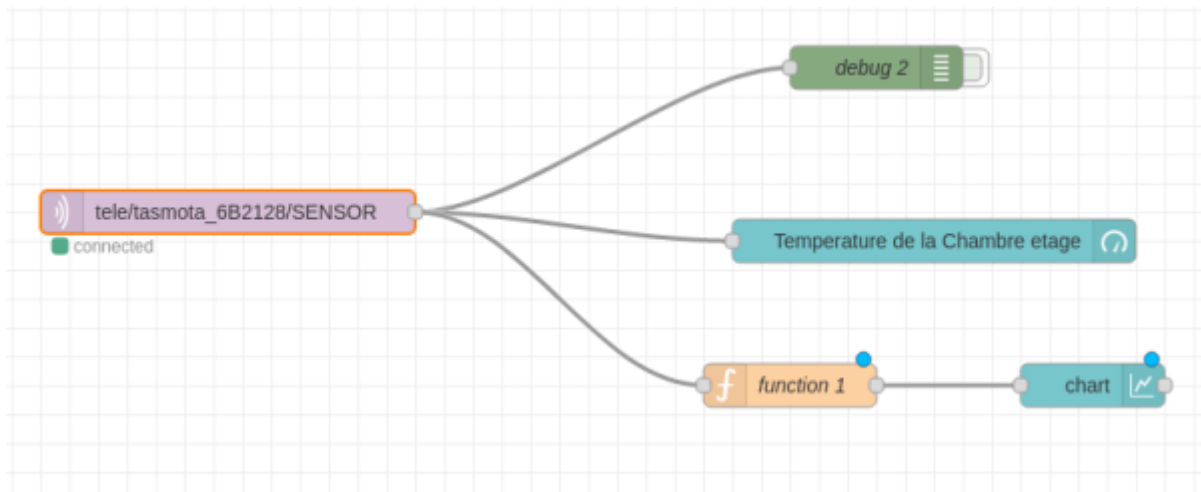 debug 2
tele/tasmota_6B2128/SENSOR
connected
Temperature de la Chambre etage
function 1
chart